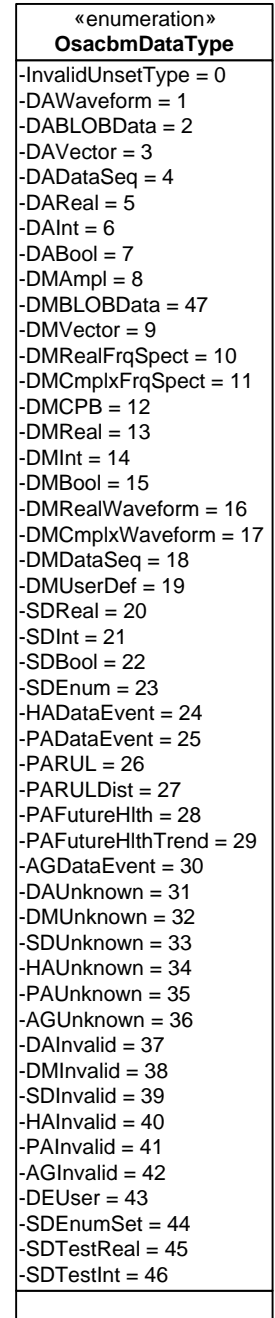 «enumeration»
OsacbmDataType
-InvalidUnsetType = 0
-DAWaveform = 1
-DABLOBData = 2
-DAVector = 3
-DADataSeq = 4
-DAReal = 5
-DAInt = 6
-DABool = 7
-DMAmpl = 8
-DMBLOBData = 47
-DMVector = 9
-DMRealFrqSpect = 10
-DMCmplxFrqSpect = 11
-DMCPB = 12
-DMReal = 13
-DMInt = 14
-DMBool = 15
-DMRealWaveform = 16
-DMCmplxWaveform = 17
-DMDataSeq = 18
-DMUserDef = 19
-SDReal = 20
-SDInt = 21
-SDBool = 22
-SDEnum = 23
-HADataEvent = 24
-PADataEvent = 25
-PARUL = 26
-PARULDist = 27
-PAFutureHlth = 28
-PAFutureHlthTrend = 29
-AGDataEvent = 30
-DAUnknown = 31
-DMUnknown = 32
-SDUnknown = 33
-HAUnknown = 34
-PAUnknown = 35
-AGUnknown = 36
-DAInvalid = 37
-DMInvalid = 38
-SDInvalid = 39
-HAInvalid = 40
-PAInvalid = 41
-AGInvalid = 42
-DEUser = 43
-SDEnumSet = 44
-SDTestReal = 45
-SDTestInt = 46